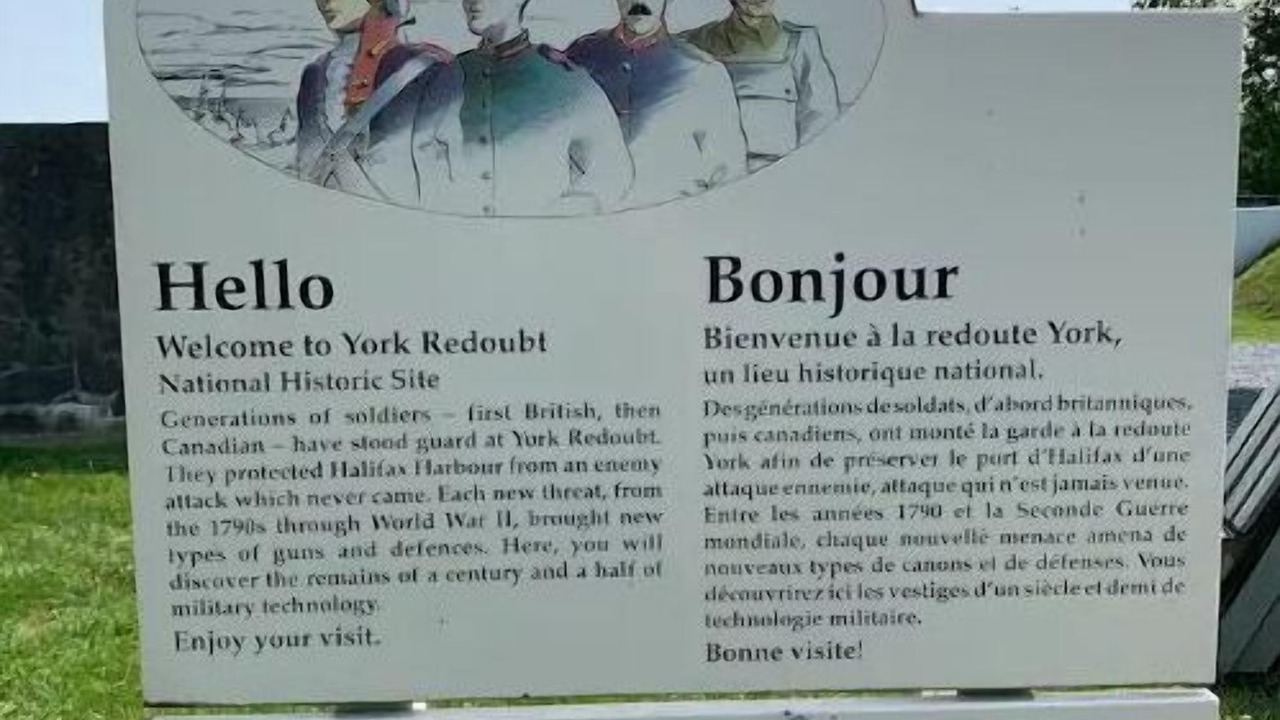 Hello
Welcome to York Redoubt
National Historic Site
Generations of soldiers – first British, then
Canadian – have stood guard at York Redoubt.
They protected Halifax Harbour from an enemy
attack which never came. Each new threat, from
the 1790s through World War II, brought new
types of guns and defences. Here, you will
discover the remains of a century and a half of
military technology.
Enjoy your visit.
Bonjour
Bienvenue à la redoute York,
un lieu historique national.
Des générations de soldats, d'abord britanniques,
puis canadiens, ont monté la garde à la redoute
York afin de préserver le port d'Halifax d'une
attaque ennemie, attaque qui n'est jamais venue.
Entre les années 1790 et la Seconde Guerre
mondiale, chaque nouvelle menace amena de
nouveaux types de canons et de défenses. Vous
découvrirez ici les vestiges d'un siècle et demi de
technologie militaire.
Bonne visite!